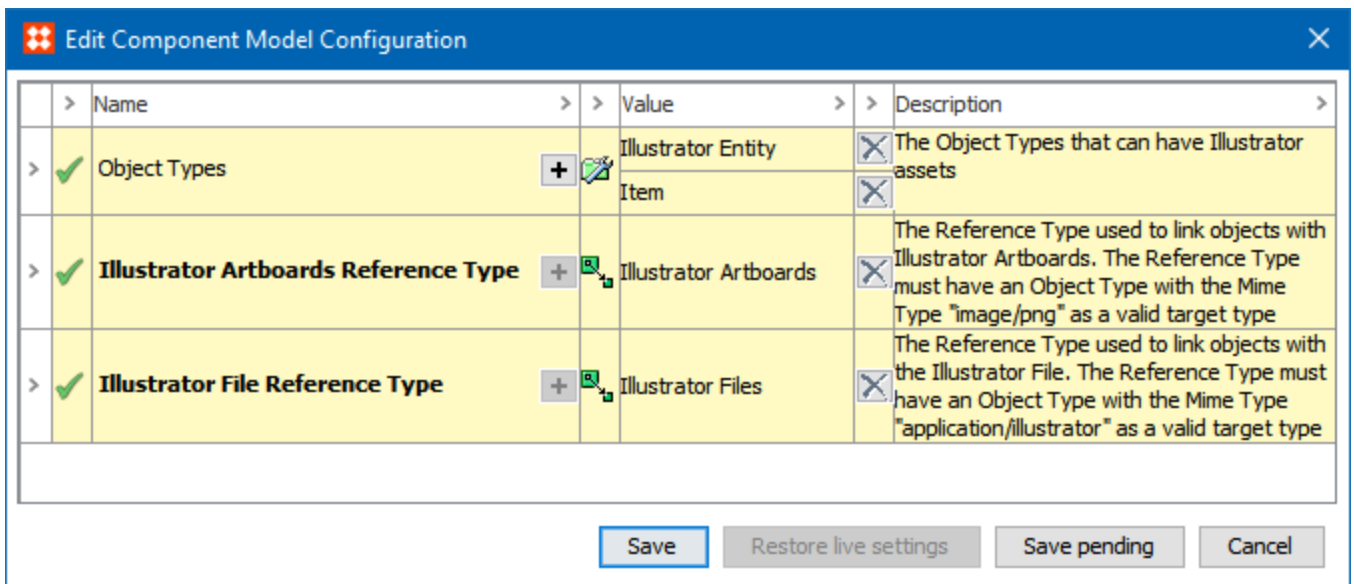 Edit Component Model Configuration
Name
Value
Description
Object Types
Illustrator Entity
Item
The Object Types that can have Illustrator
assets
Illustrator Artboards Reference Type
Illustrator Artboards
The Reference Type used to link objects with
Illustrator Artboards. The Reference Type
must have an Object Type with the Mime
Type "image/png" as a valid target type
Illustrator File Reference Type
Illustrator Files
The Reference Type used to link objects with
the Illustrator File. The Reference Type must
have an Object Type with the Mime Type
"application/illustrator" as a valid target type
Save
Restore live settings
Save pending
Cancel